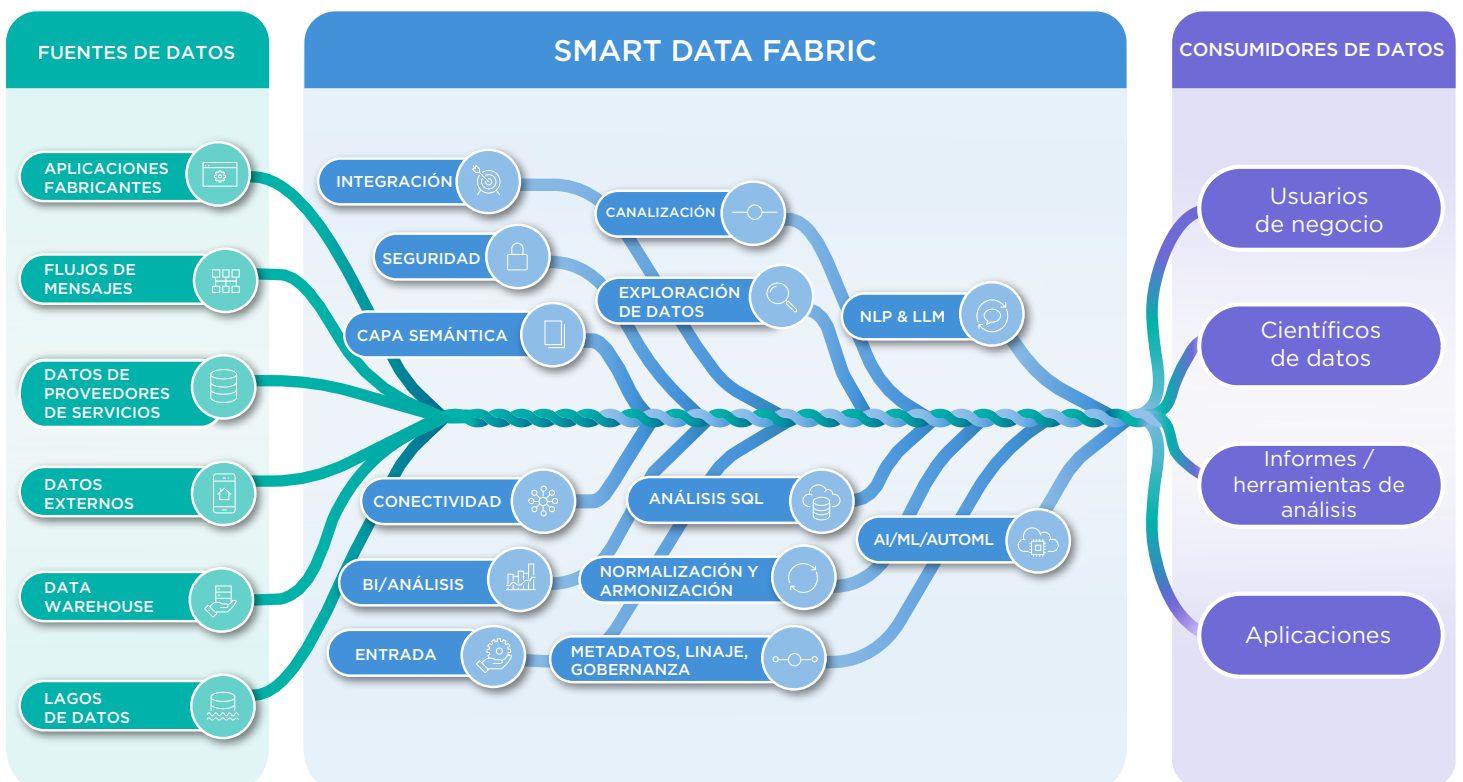 FUENTES DE DATOS
APLICACIONES
FABRICANTES
FLUJOS DE
MENSAJES
DATOS DE
PROVEEDORES
DE SERVICIOS
DATOS
EXTERNOS
DATA
WAREHOUSE
LAGOS
DE DATOS
SMART DATA FABRIC
INTEGRACIÓN
CANALIZACIÓN
SEGURIDAD
EXPLORACIÓN
DE DATOS
NLP & LLM
CAPA SEMÁNTICA
CONECTIVIDAD
ANÁLISIS SQL
AI/ML/AUTOML
BI/ANÁLISIS
NORMALIZACIÓN Y
ARMONIZACIÓN
ENTRADA
METADATOS, LINAJE,
GOBERNANZA
CONSUMIDORES DE DATOS
Usuarios
de negocio
Científicos
de datos
Informes /
herramientas de
análisis
Aplicaciones